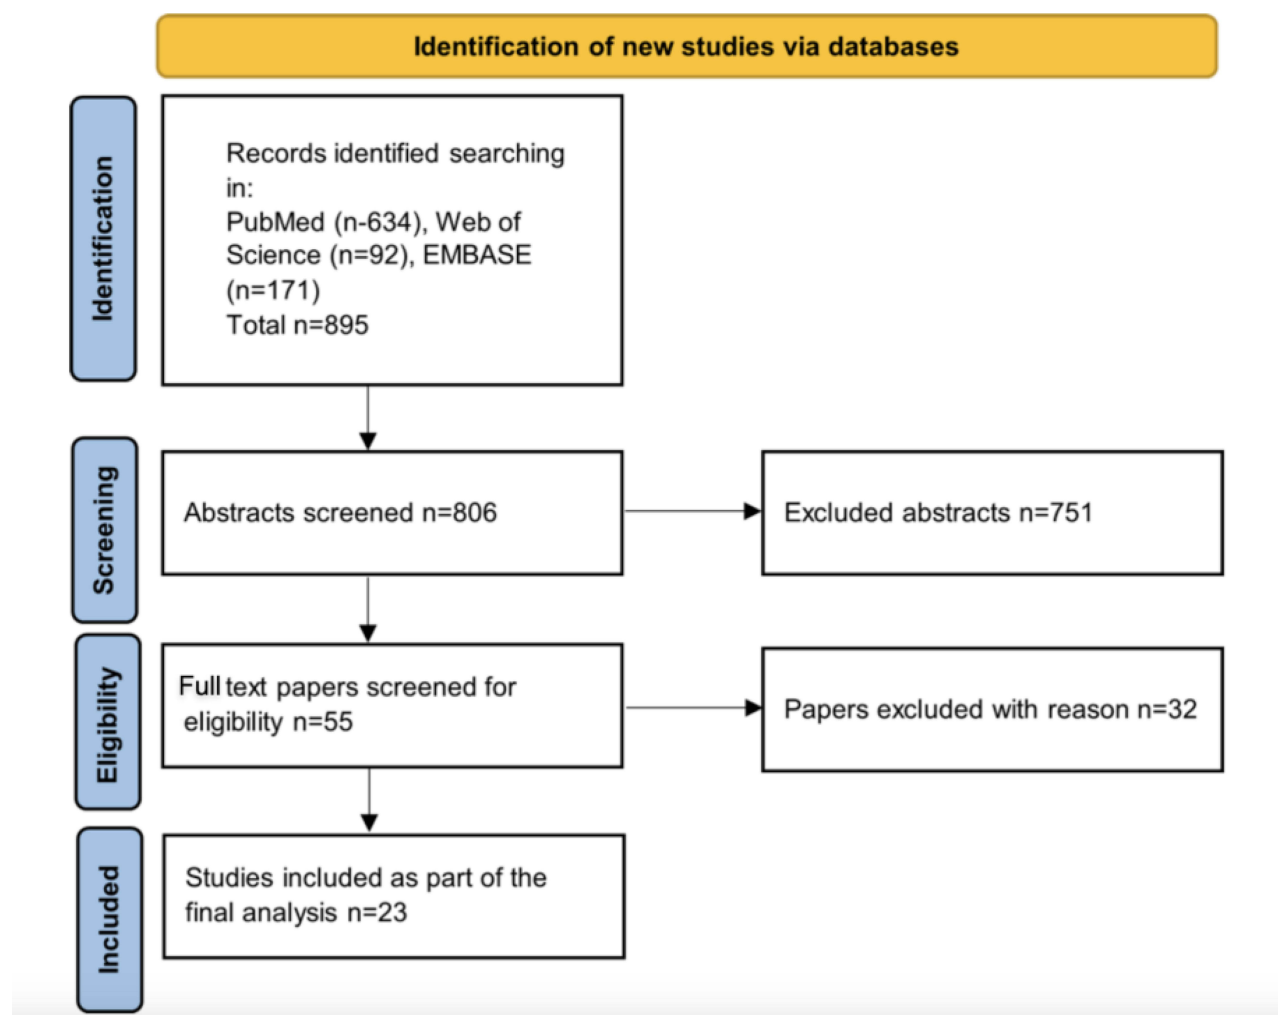 Identification of new studies via databases
Identification
Records identified searching
in:
PubMed (n-634), Web of
Science (n=92), EMBASE
(n=171)
Total n=895
Screening
Abstracts screened n=806
Excluded abstracts n=751
Eligibility
Full text papers screened for
eligibility n=55
Papers excluded with reason n=32
Included
Studies included as part of the
final analysis n=23